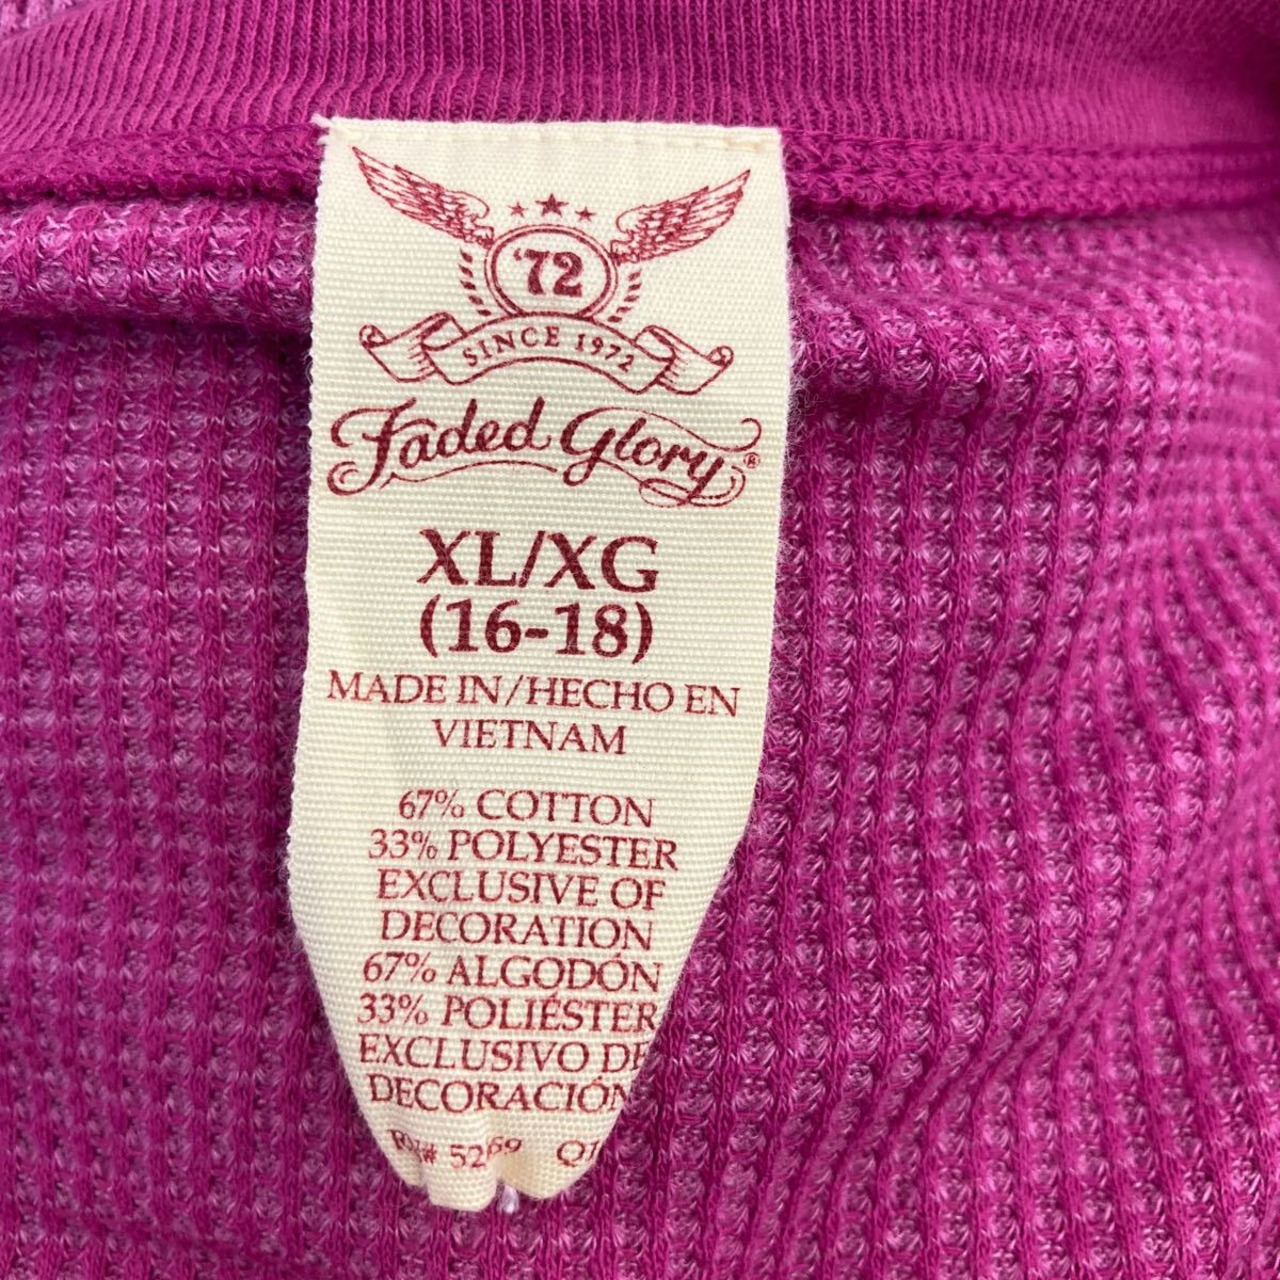 '72
SINCE 1972
Faded Glory®
XL/XG
(16-18)
MADE IN/HECHO EN
VIETNAM
67% COTTON
33% POLYESTER
EXCLUSIVE OF
DECORATION
67% ALGODÓN
33% POLIÉSTER
EXCLUSIVO DE
DECORACIÓN
RN#